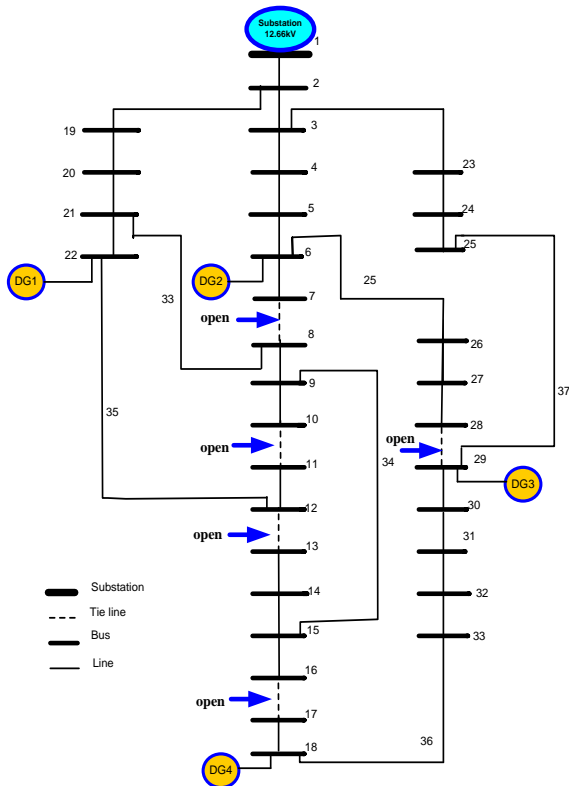 Substation
12.66kV
1
2
19
3
20
4
23
21
5
24
22
6
25
DG1
DG2
25
33
7
open
8
26
9
27
37
35
10
28
open
open
34
11
29
DG3
12
30
open
13
31
Substation
14
32
Tie line
15
33
Bus
16
Line
open
17
36
18
DG4